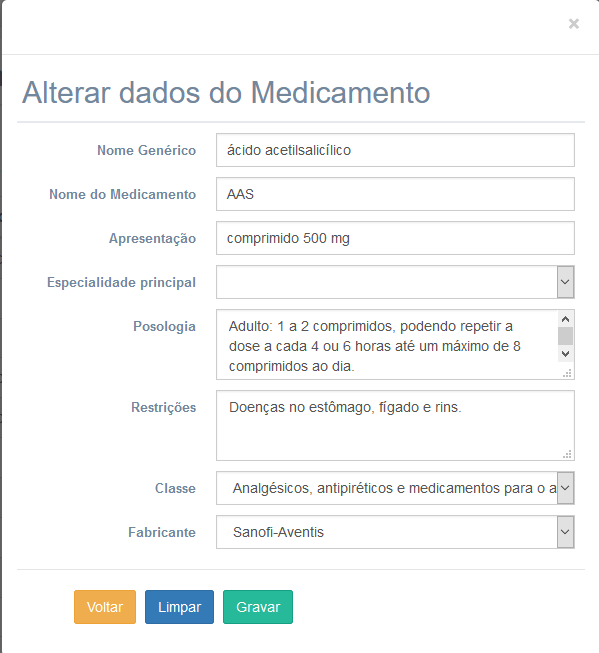 ×
Alterar dados do Medicamento
Nome Genérico ácido acetilsalicílico
Nome do Medicamento AAS
Apresentação comprimido 500 mg
Especialidade principal
Posologia Adulto: 1 a 2 comprimidos, podendo repetir a
dose a cada 4 ou 6 horas até um máximo de 8
comprimidos ao dia.
Restrições Doenças no estômago, fígado e rins.
Classe Analgésicos, antipiréticos e medicamentos para o a
Fabricante Sanofi-Aventis
Voltar Limpar Gravar